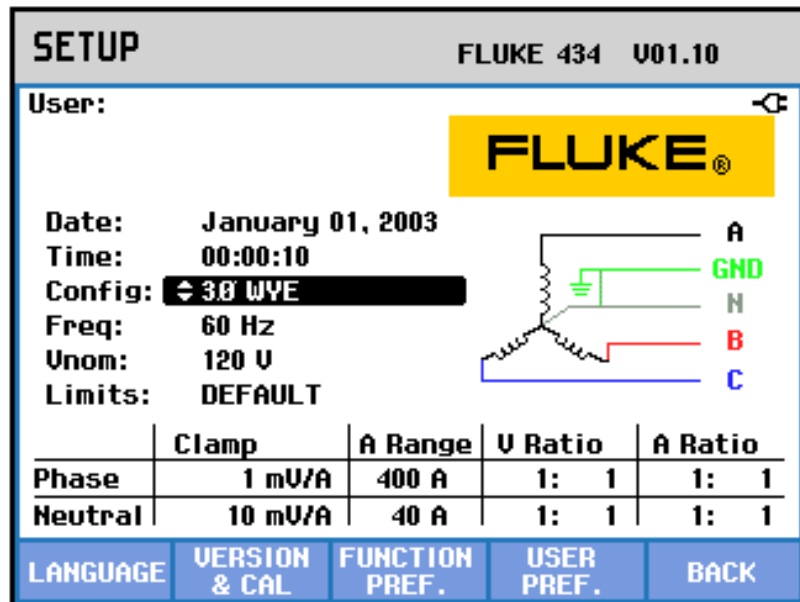 SETUP FLUKE 434 V01.10
User:
FLUKE®
Date: January 01, 2003
Time: 00:00:10
Config: 3Ø WYE
Freq: 60 Hz
Vnom: 120 V
Limits: DEFAULT
A
GND
N
B
C
Clamp A Range V Ratio A Ratio
Phase 1 mV/A 400 A 1: 1 1: 1
Neutral 10 mV/A 40 A 1: 1 1: 1
LANGUAGE VERSION & CAL FUNCTION PREF. USER PREF. BACK